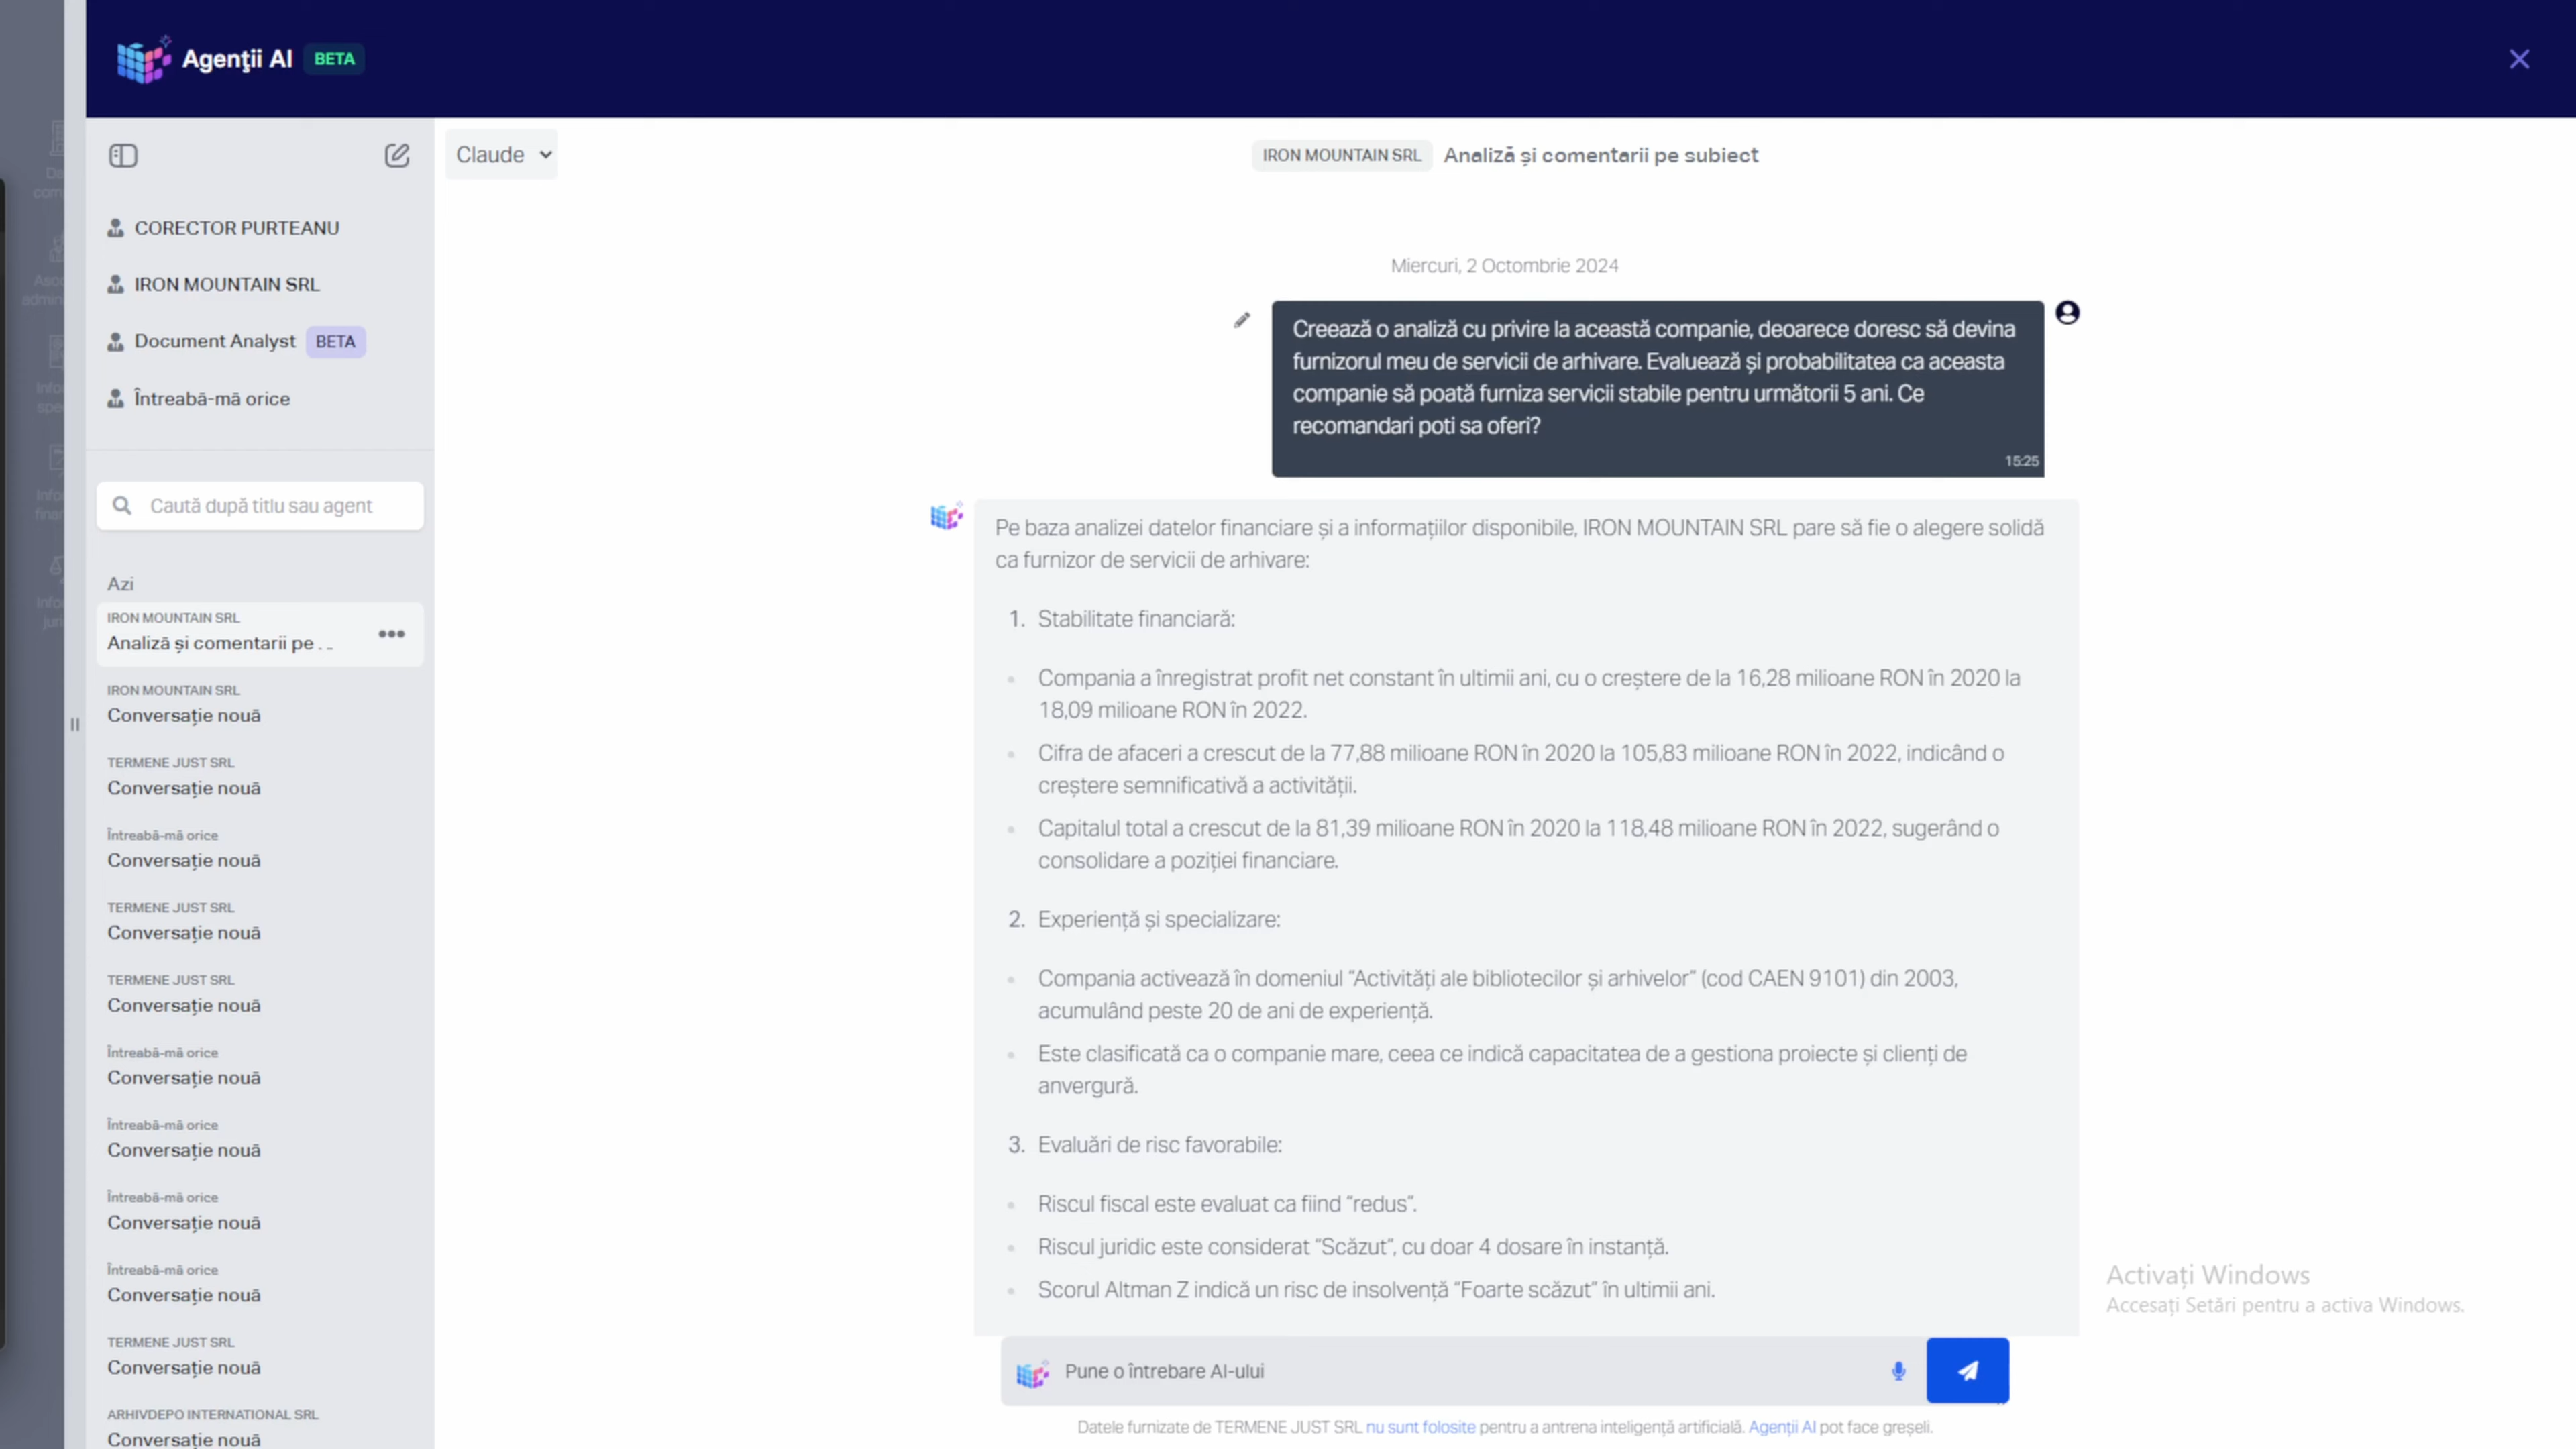 Agenții AI BETA
Claude
IRON MOUNTAIN SRL Analiză și comentarii pe subiect
CORECTOR PURTEANU
IRON MOUNTAIN SRL
Document Analyst BETA
Întreabă-mă orice
Caută după titlu sau agent
Azi
IRON MOUNTAIN SRL
Analiză și comentarii pe ...
IRON MOUNTAIN SRL
Conversație nouă
TERMENE JUST SRL
Conversație nouă
Întreabă-mă orice
Conversație nouă
TERMENE JUST SRL
Conversație nouă
TERMENE JUST SRL
Conversație nouă
Întreabă-mă orice
Conversație nouă
Întreabă-mă orice
Conversație nouă
Întreabă-mă orice
Conversație nouă
Întreabă-mă orice
Conversație nouă
TERMENE JUST SRL
Conversație nouă
ARHIVDEPO INTERNATIONAL SRL
Conversație nouă
Miercuri, 2 Octombrie 2024
Creează o analiză cu privire la această companie, deoarece doresc să devina
furnizorul meu de servicii de arhivare. Evaluează și probabilitatea ca aceasta
companie să poată furniza servicii stabile pentru următorii 5 ani. Ce
recomandari poti sa oferi?
15:25
Pe baza analizei datelor financiare și a informațiilor disponibile, IRON MOUNTAIN SRL pare să fie o alegere solidă
ca furnizor de servicii de arhivare:
1. Stabilitate financiară:
Compania a înregistrat profit net constant în ultimii ani, cu o creștere de la 16,28 milioane RON în 2020 la
18,09 milioane RON în 2022.
Cifra de afaceri a crescut de la 77,88 milioane RON în 2020 la 105,83 milioane RON în 2022, indicând o
creștere semnificativă a activității.
Capitalul total a crescut de la 81,39 milioane RON în 2020 la 118,48 milioane RON în 2022, sugerând o
consolidare a poziției financiare.
2. Experiență și specializare:
Compania activează în domeniul “Activități ale bibliotecilor și arhivelor” (cod CAEN 9101) din 2003,
acumulând peste 20 de ani de experiență.
Este clasificată ca o companie mare, ceea ce indică capacitatea de a gestiona proiecte și clienți de
anvergură.
3. Evaluări de risc favorabile:
Riscul fiscal este evaluat ca fiind “redus”.
Riscul juridic este considerat “Scăzut”, cu doar 4 dosare în instanță.
Scorul Altman Z indică un risc de insolvență “Foarte scăzut” în ultimii ani.
Pune o întrebare AI-ului
Datele furnizate de TERMENE JUST SRL nu sunt folosite pentru a antrena inteligență artificială. Agenții AI pot face greșeli.
Activați Windows
Accesați Setări pentru a activa Windows.